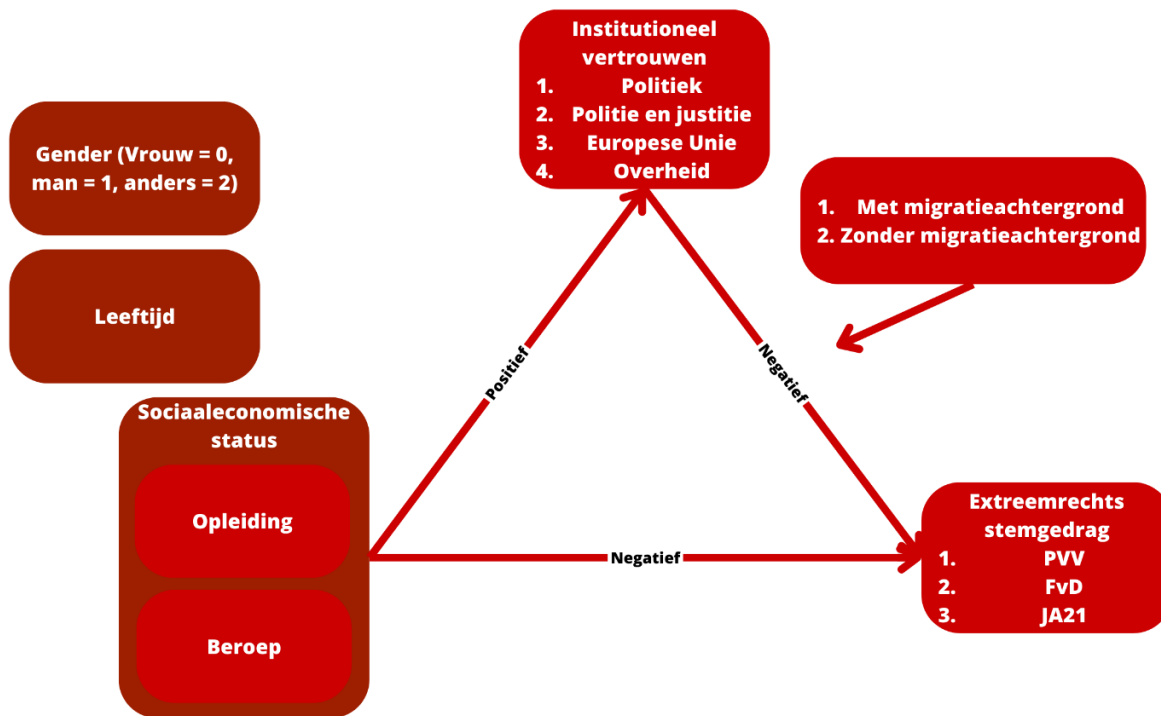 Institutioneel
vertrouwen
1. Politiek
2. Politie en justitie
3. Europese Unie
4. Overheid
Gender (Vrouw = 0,
man = 1, anders = 2)
1. Met migratieachtergrond
2. Zonder migratieachtergrond
Leeftijd
Positief
Negatief
Sociaaleconomische
status
Opleiding
Beroep
Negatief
Extreemrechts
stemgedrag
1. PVV
2. FvD
3. JA21